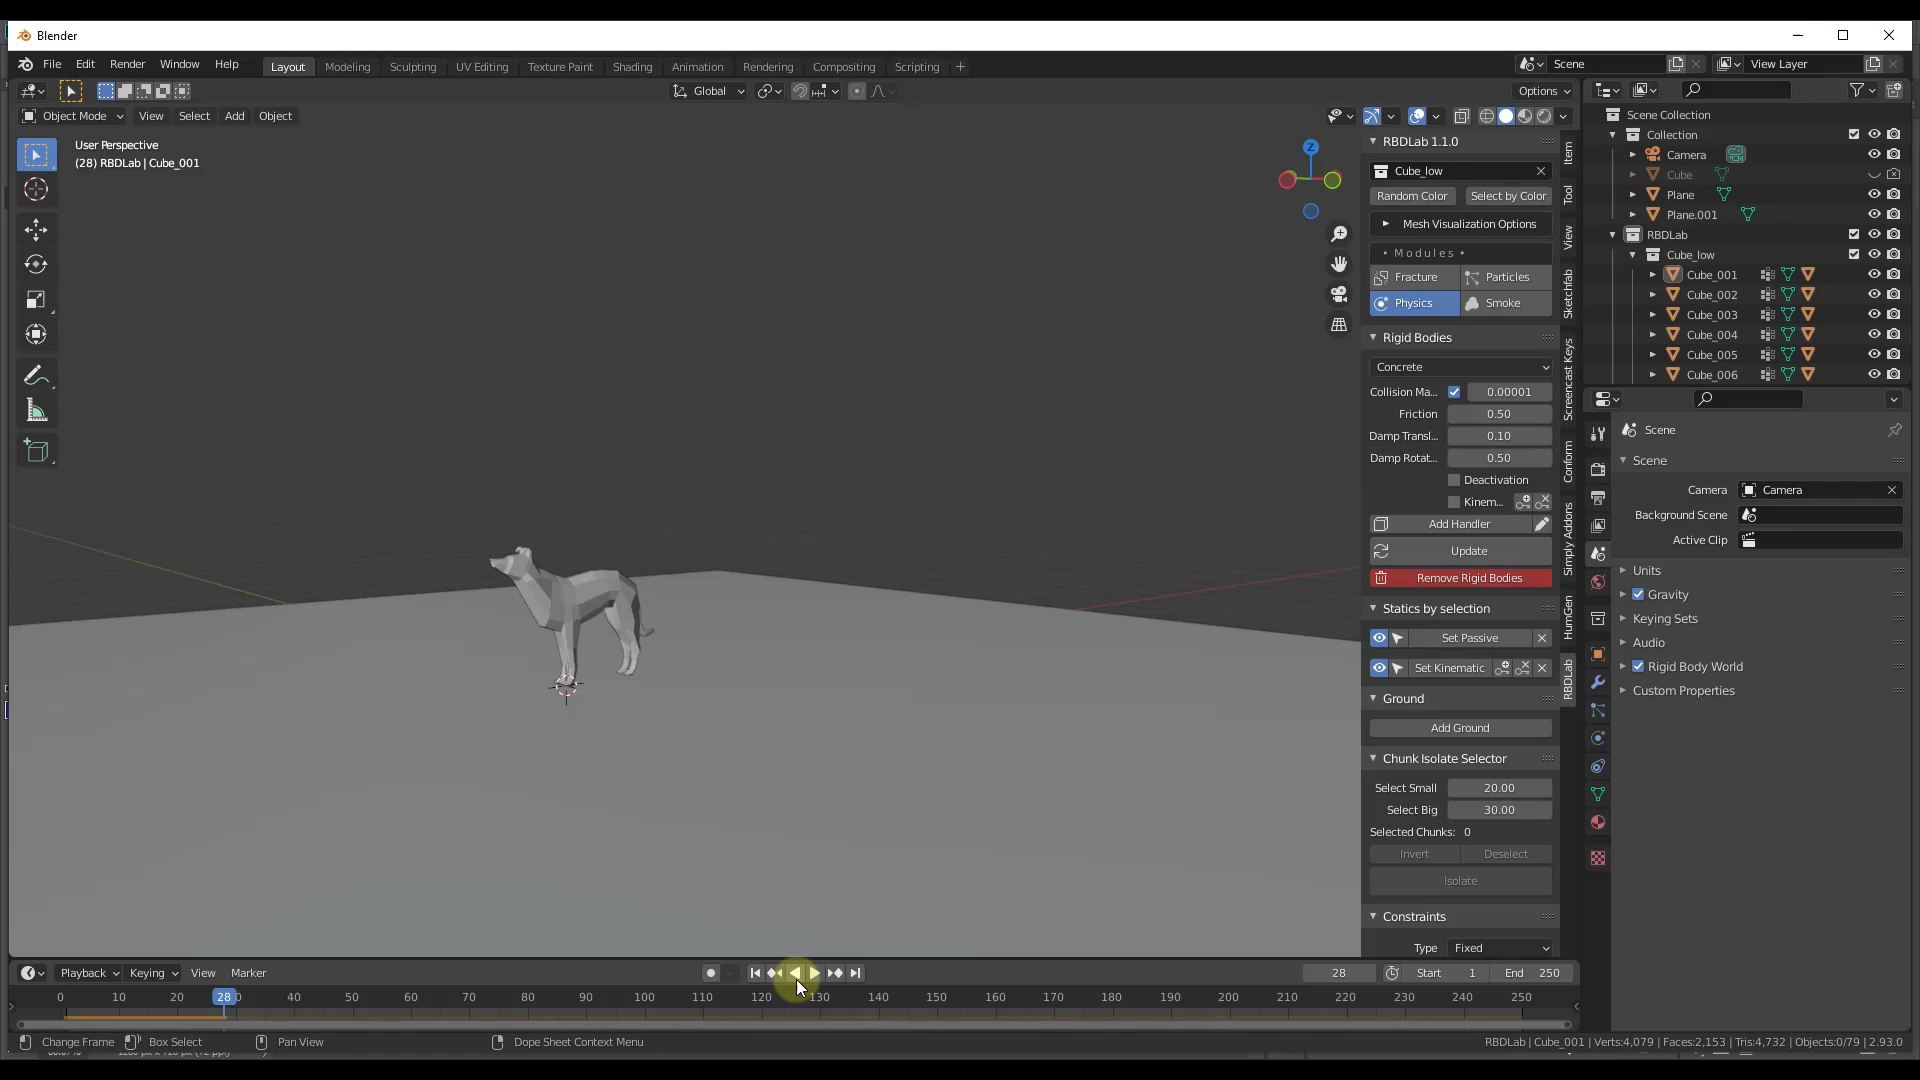 Blender
File Edit Render Window Help Layout Modeling Sculpting UV Editing Texture Paint Shading Animation Rendering Compositing Scripting + Scene View Layer
Global Options
Object Mode View Select Add Object
User Perspective
(28) RBDLab | Cube_001
Z
RBDLab 1.1.0
Cube_low
Random Color Select by Color
Mesh Visualization Options
• Modules •
Fracture Particles
Physics Smoke
Rigid Bodies
Concrete
Collision Ma... 0.00001
Friction 0.50
Damp Transl... 0.10
Damp Rotat... 0.50
Deactivation
Kinem...
Add Handler
Update
Remove Rigid Bodies
Statics by selection
Set Passive
Set Kinematic
Ground
Add Ground
Chunk Isolate Selector
Select Small 20.00
Select Big 30.00
Selected Chunks: 0
Invert Deselect
Isolate
Constraints
Type Fixed
Item
Tool
View
Sketchfab
Screencast Keys
Conform
Simply Addons
HumGen
RBDLab
Scene Collection
Collection
Camera
Cube
Plane
Plane.001
RBDLab
Cube_low
Cube_001
Cube_002
Cube_003
Cube_004
Cube_005
Cube_006
Scene
Scene
Camera Camera
Background Scene
Active Clip
Units
Gravity
Keying Sets
Audio
Rigid Body World
Custom Properties
Playback Keying View Marker 28 Start 1 End 250
0 10 20 28 40 50 60 70 80 90 100 110 120 130 140 150 160 170 180 190 200 210 220 230 240 250
Change Frame Box Select Pan View Dope Sheet Context Menu RBDLab | Cube_001 | Verts:4,079 | Faces:2,153 | Tris:4,732 | Objects:0/79 | 2.93.0